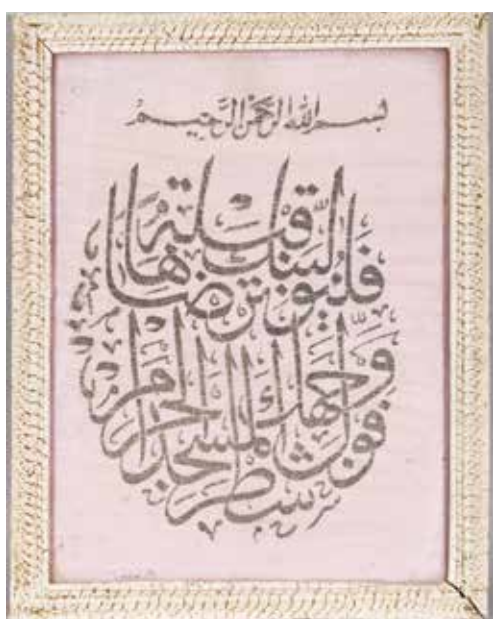 بسم الله الرحمن الرحيم
فلنولينك قبلة ترضاها
فول وجهك شطر المسجد الحرام